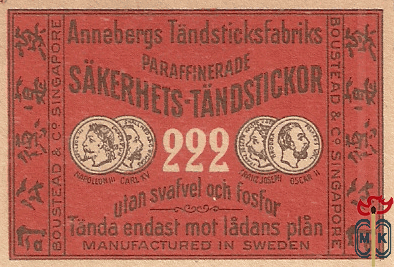 Annebergs Tändsticksfabriks
PARAFFINERADE
SÄKERHETS-TÄNDSTICKOR
222
NAPOLEON III CARL XV
FRANZ JOSEPH OSCAR II
utan svafvel och fosfor
Tända endast mot lådans plån
MANUFACTURED IN SWEDEN
BOUSTEAD & Co SINGAPORE
BOUSTEAD & Co SINGAPORE
MK